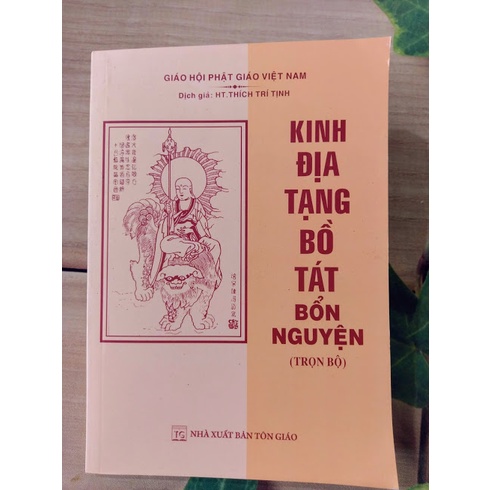 GIÁO HỘI PHẬT GIÁO VIỆT NAM
Dịch giả: HT.THÍCH TRÍ TỊNH
KINH
ĐỊA
TẠNG
BỒ
TÁT
BỔN
NGUYỆN
(TRỌN BỘ)
TG NHÀ XUẤT BẢN TÔN GIÁO